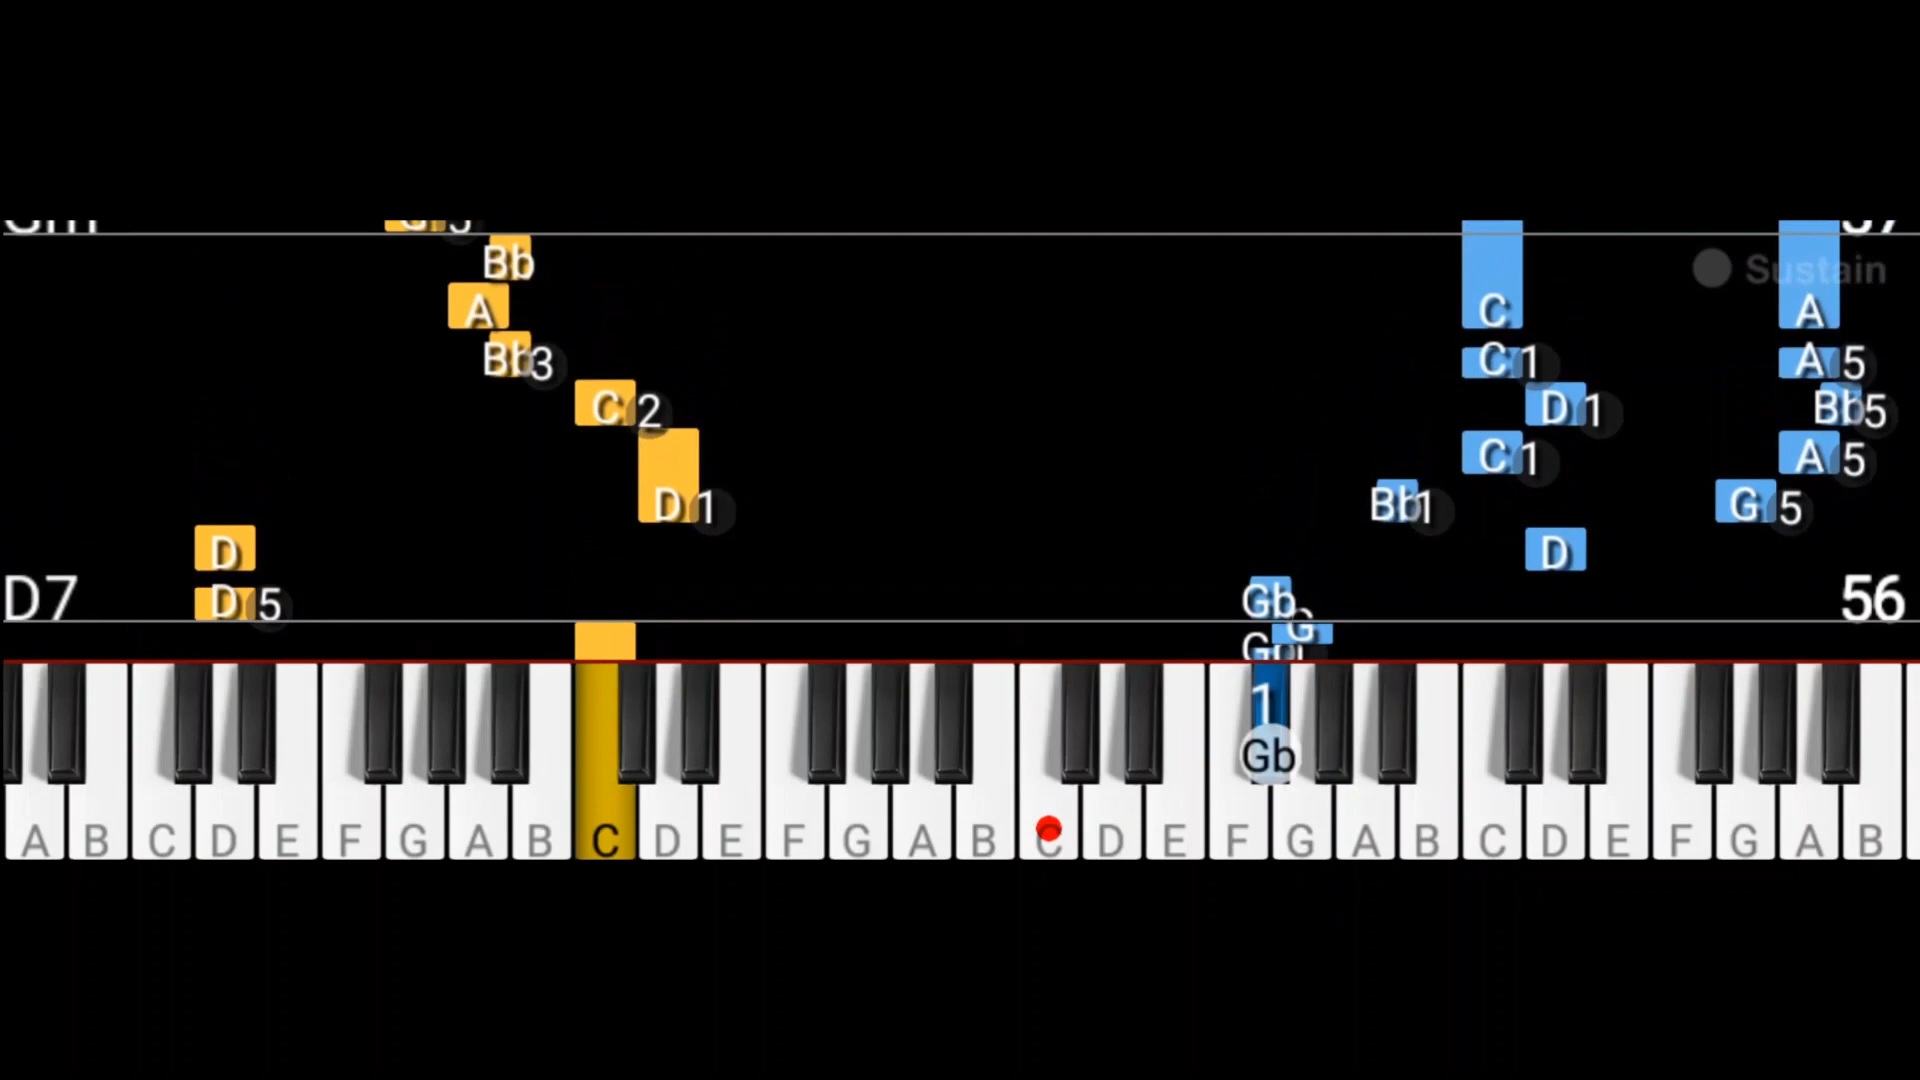 Bb
Sustain
A
C
A
Bb 3
C 1
A 5
C 2
D 1
Bb 5
C 1
A 5
D 1
Bb 1
G 5
D
D
D7
D 5
Gb
56
G
1
Gb
A B C D E F G A B C D E F G A B C D E F G A B C D E F G A B